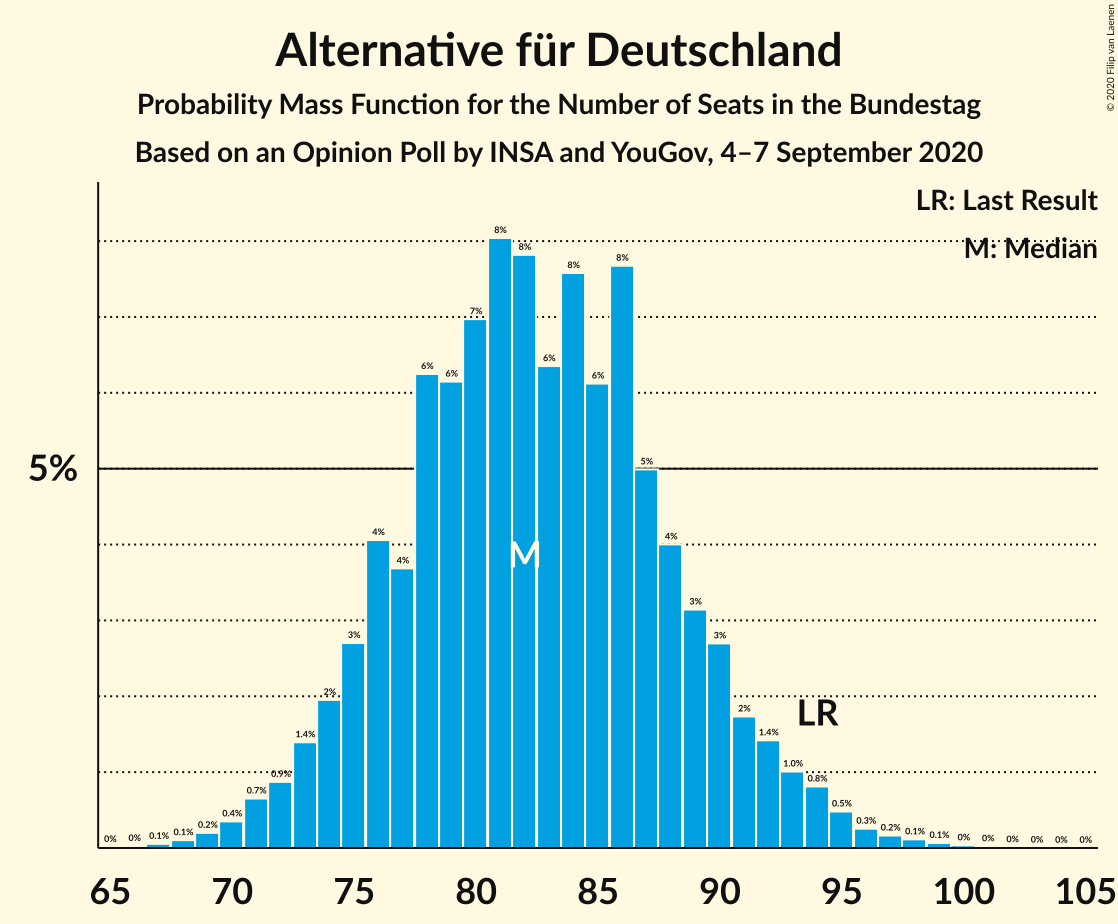 Alternative für Deutschland
Probability Mass Function for the Number of Seats in the Bundestag
Based on an Opinion Poll by INSA and YouGov, 4–7 September 2020
© 2020 Filip van Laenen
LR: Last Result
M: Median
5%
0% 0% 0.1% 0.1% 0.2% 0.4% 0.7% 0.9% 1.4% 2% 3% 4% 4% 6% 6% 7% 8% 8% 6% 8% 6% 8% 5% 4% 3% 3% 2% 1.4% 1.0% 0.8% 0.5% 0.3% 0.2% 0.1% 0.1% 0% 0% 0% 0% 0% 0%
M
LR
65 70 75 80 85 90 95 100 105